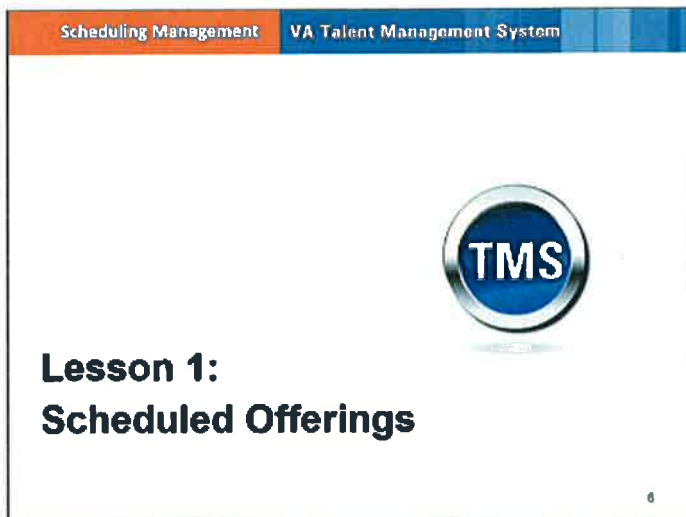 Scheduling Management VA Talent Management System
TMS
Lesson 1:
Scheduled Offerings
6